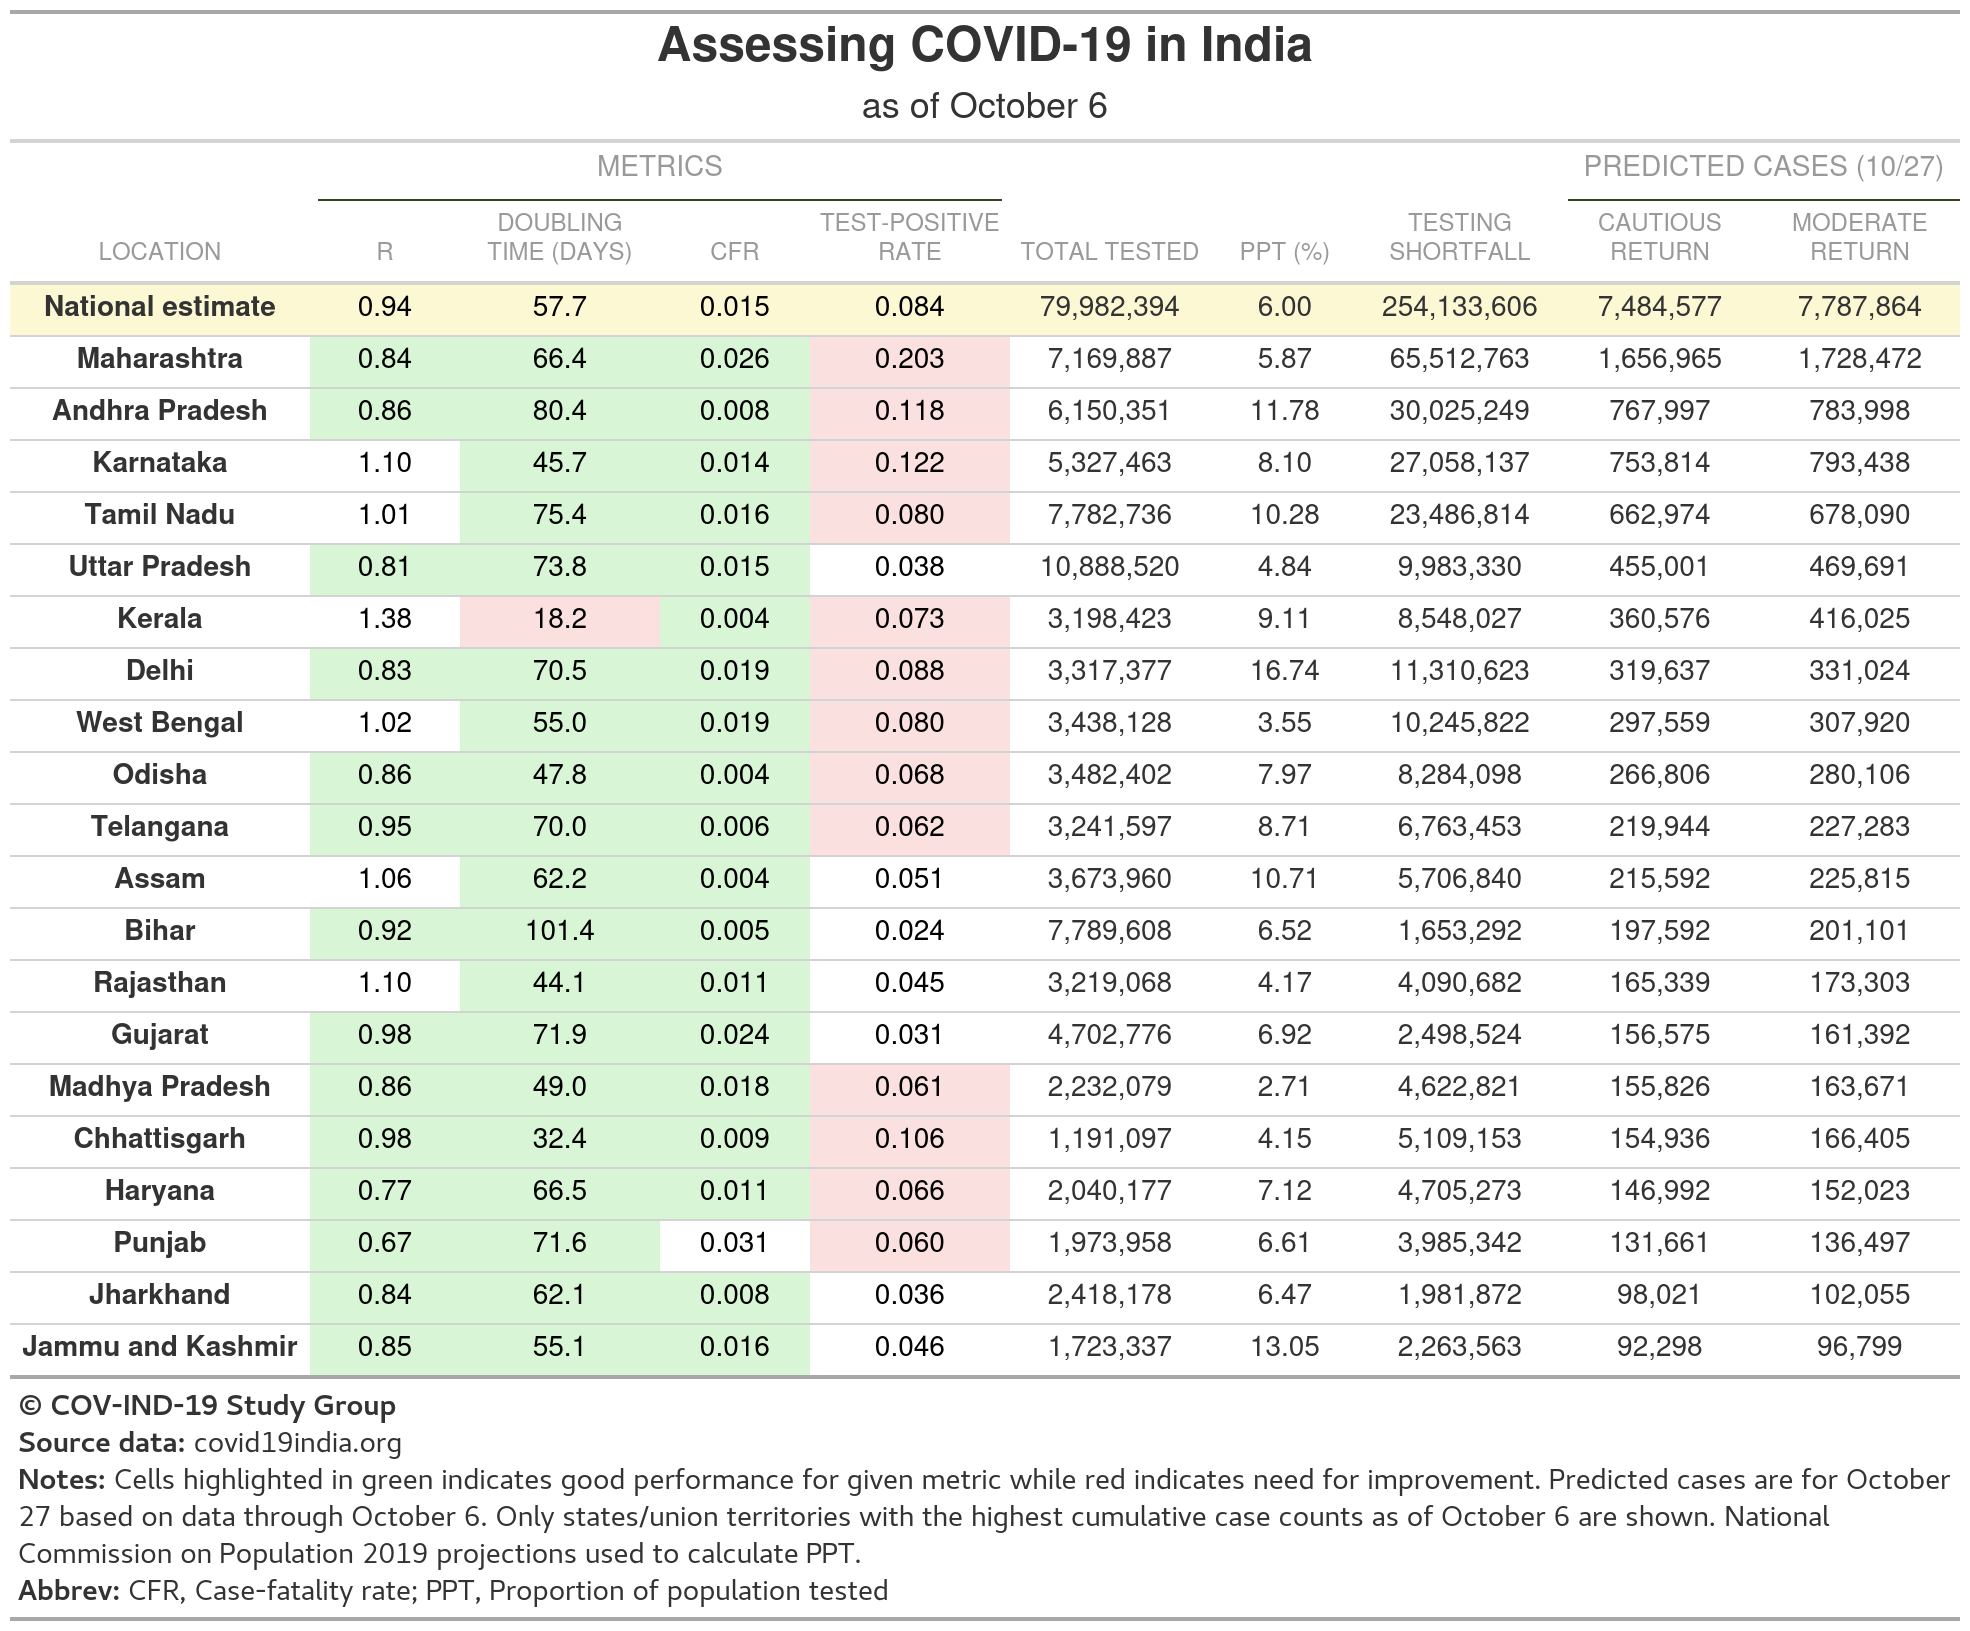 Assessing COVID-19 in India
as of October 6
METRICS PREDICTED CASES (10/27)
LOCATION R DOUBLING TIME (DAYS) CFR TEST-POSITIVE RATE TOTAL TESTED PPT (%) TESTING SHORTFALL CAUTIOUS RETURN MODERATE RETURN
National estimate 0.94 57.7 0.015 0.084 79,982,394 6.00 254,133,606 7,484,577 7,787,864
Maharashtra 0.84 66.4 0.026 0.203 7,169,887 5.87 65,512,763 1,656,965 1,728,472
Andhra Pradesh 0.86 80.4 0.008 0.118 6,150,351 11.78 30,025,249 767,997 783,998
Karnataka 1.10 45.7 0.014 0.122 5,327,463 8.10 27,058,137 753,814 793,438
Tamil Nadu 1.01 75.4 0.016 0.080 7,782,736 10.28 23,486,814 662,974 678,090
Uttar Pradesh 0.81 73.8 0.015 0.038 10,888,520 4.84 9,983,330 455,001 469,691
Kerala 1.38 18.2 0.004 0.073 3,198,423 9.11 8,548,027 360,576 416,025
Delhi 0.83 70.5 0.019 0.088 3,317,377 16.74 11,310,623 319,637 331,024
West Bengal 1.02 55.0 0.019 0.080 3,438,128 3.55 10,245,822 297,559 307,920
Odisha 0.86 47.8 0.004 0.068 3,482,402 7.97 8,284,098 266,806 280,106
Telangana 0.95 70.0 0.006 0.062 3,241,597 8.71 6,763,453 219,944 227,283
Assam 1.06 62.2 0.004 0.051 3,673,960 10.71 5,706,840 215,592 225,815
Bihar 0.92 101.4 0.005 0.024 7,789,608 6.52 1,653,292 197,592 201,101
Rajasthan 1.10 44.1 0.011 0.045 3,219,068 4.17 4,090,682 165,339 173,303
Gujarat 0.98 71.9 0.024 0.031 4,702,776 6.92 2,498,524 156,575 161,392
Madhya Pradesh 0.86 49.0 0.018 0.061 2,232,079 2.71 4,622,821 155,826 163,671
Chhattisgarh 0.98 32.4 0.009 0.106 1,191,097 4.15 5,109,153 154,936 166,405
Haryana 0.77 66.5 0.011 0.066 2,040,177 7.12 4,705,273 146,992 152,023
Punjab 0.67 71.6 0.031 0.060 1,973,958 6.61 3,985,342 131,661 136,497
Jharkhand 0.84 62.1 0.008 0.036 2,418,178 6.47 1,981,872 98,021 102,055
Jammu and Kashmir 0.85 55.1 0.016 0.046 1,723,337 13.05 2,263,563 92,298 96,799
© COV-IND-19 Study Group
Source data: covid19india.org
Notes: Cells highlighted in green indicates good performance for given metric while red indicates need for improvement. Predicted cases are for October
27 based on data through October 6. Only states/union territories with the highest cumulative case counts as of October 6 are shown. National
Commission on Population 2019 projections used to calculate PPT.
Abbrev: CFR, Case-fatality rate; PPT, Proportion of population tested